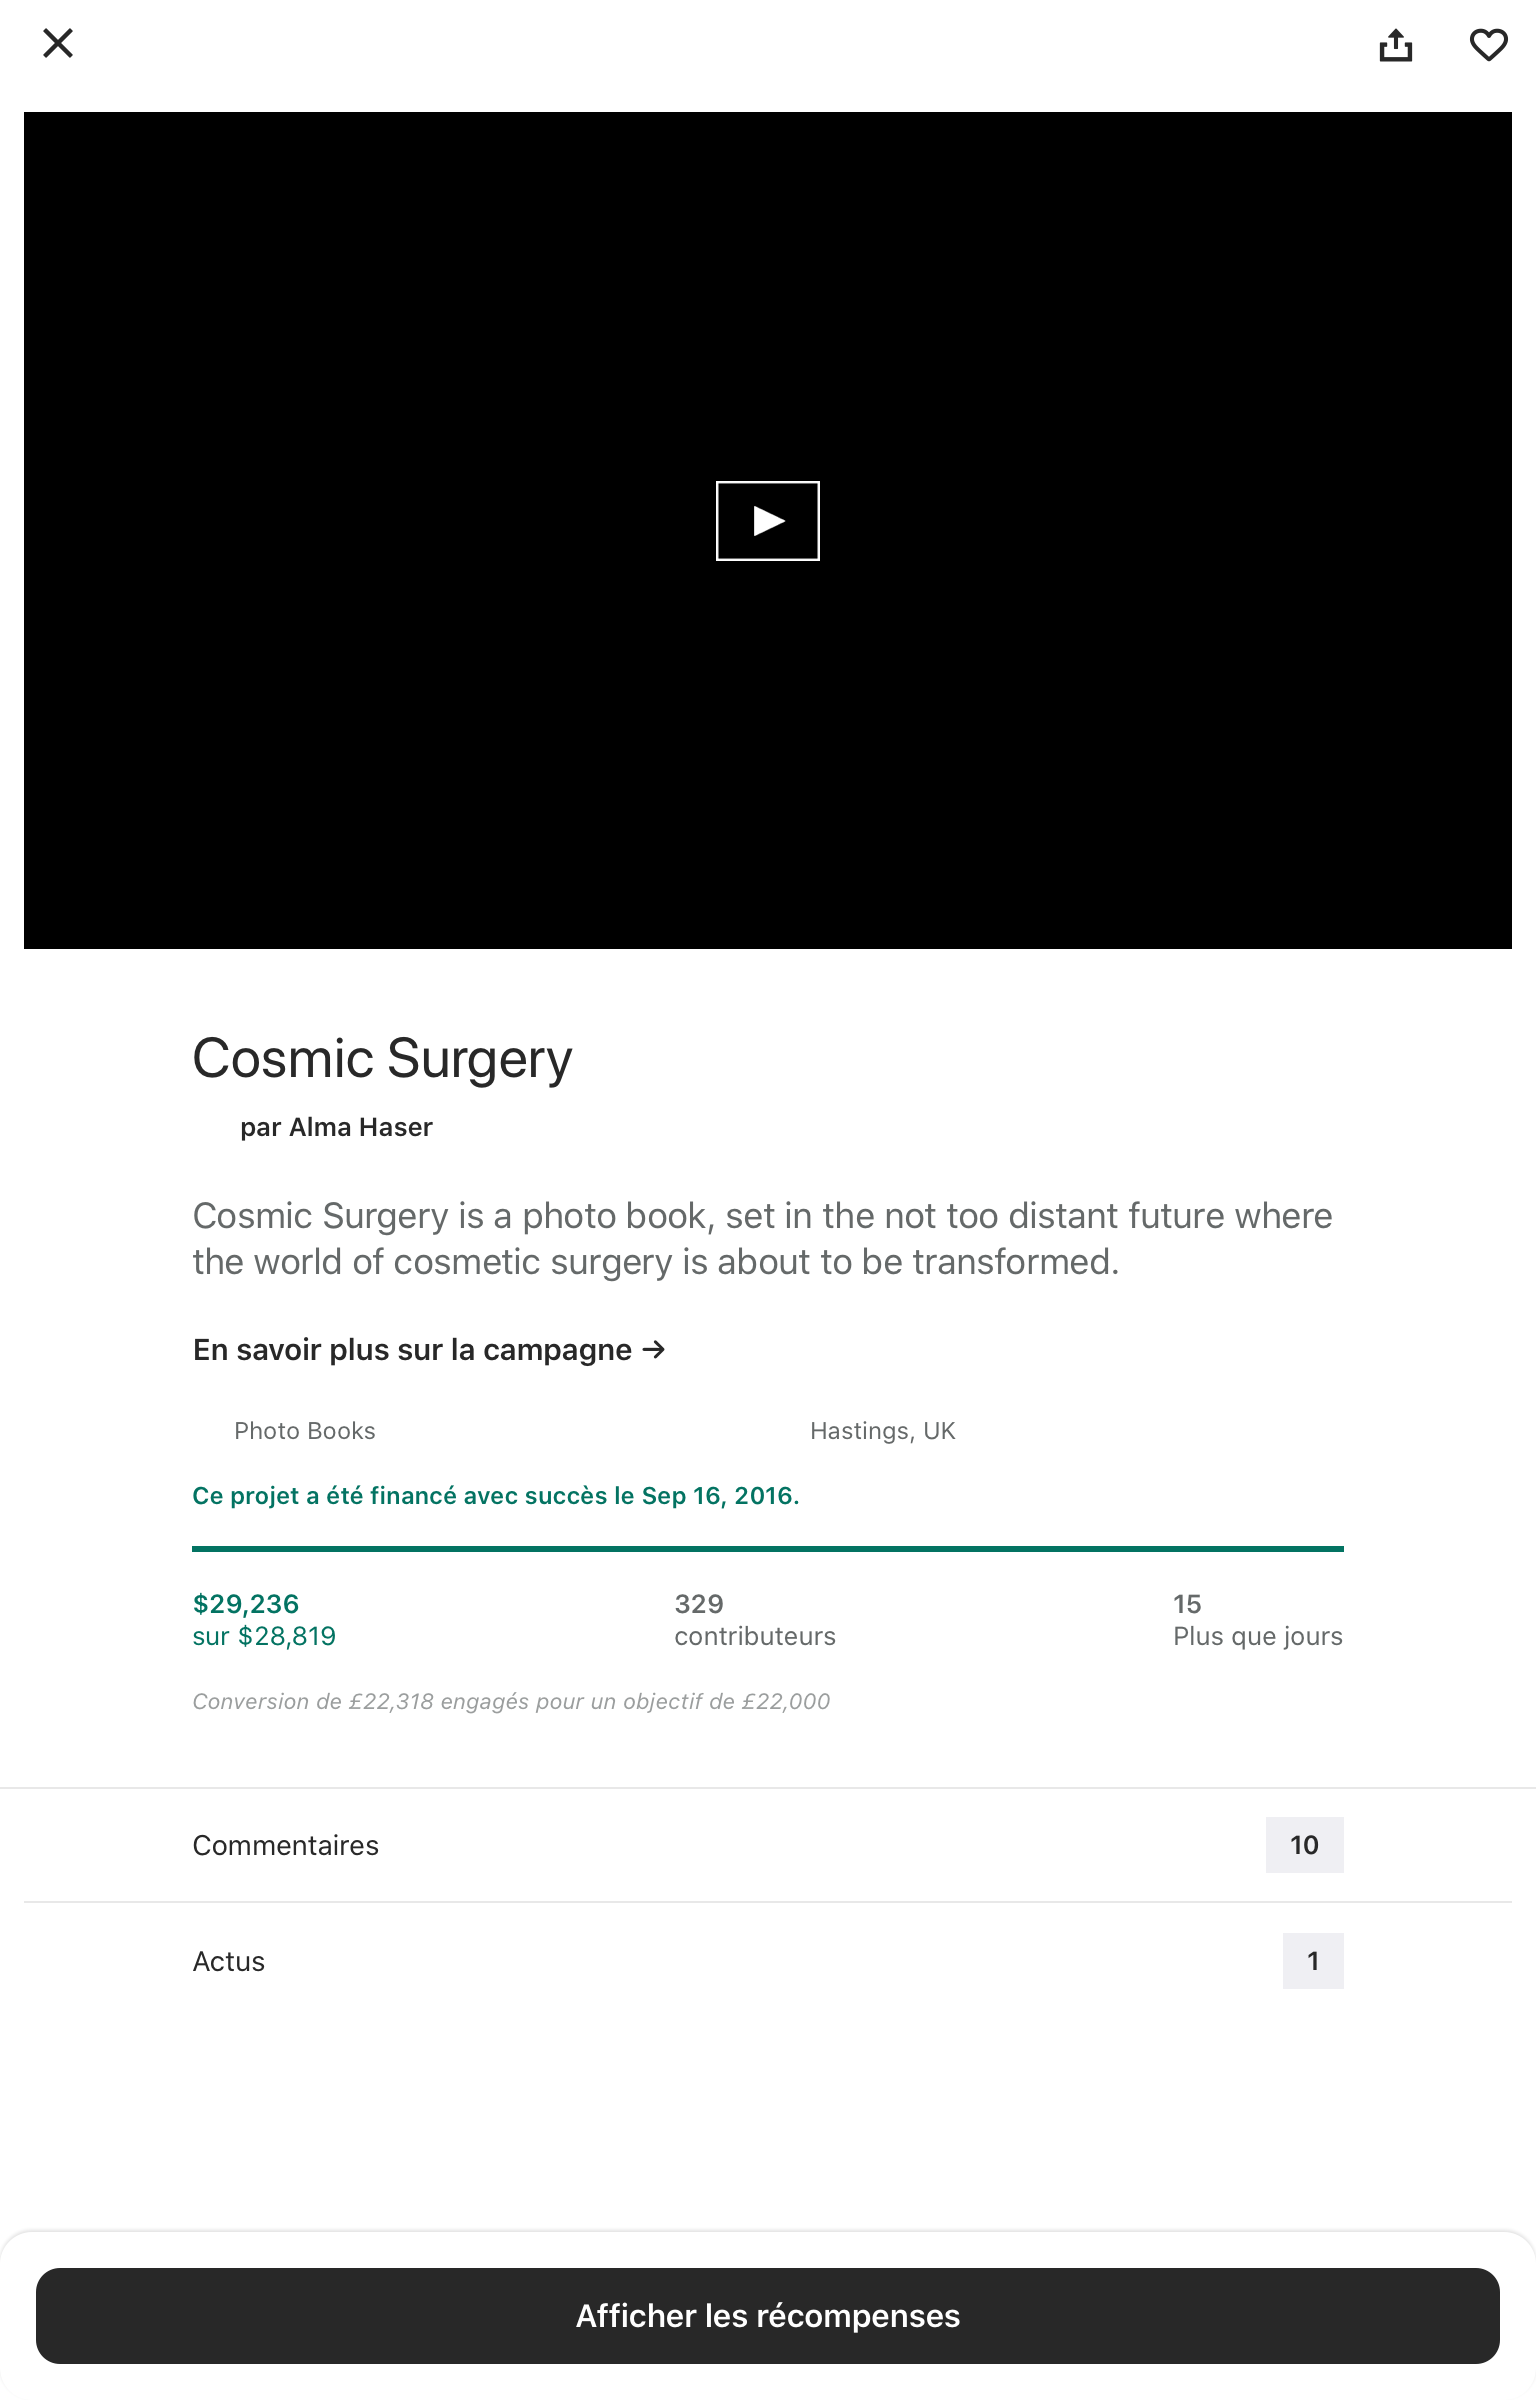 Cosmic Surgery
par Alma Haser
Cosmic Surgery is a photo book, set in the not too distant future where
the world of cosmetic surgery is about to be transformed.
En savoir plus sur la campagne →
Photo Books
Hastings, UK
Ce projet a été financé avec succès le Sep 16, 2016.
$29,236
sur $28,819
329
contributeurs
15
Plus que jours
Conversion de £22,318 engagés pour un objectif de £22,000
Commentaires
10
Actus
1
Afficher les récompenses